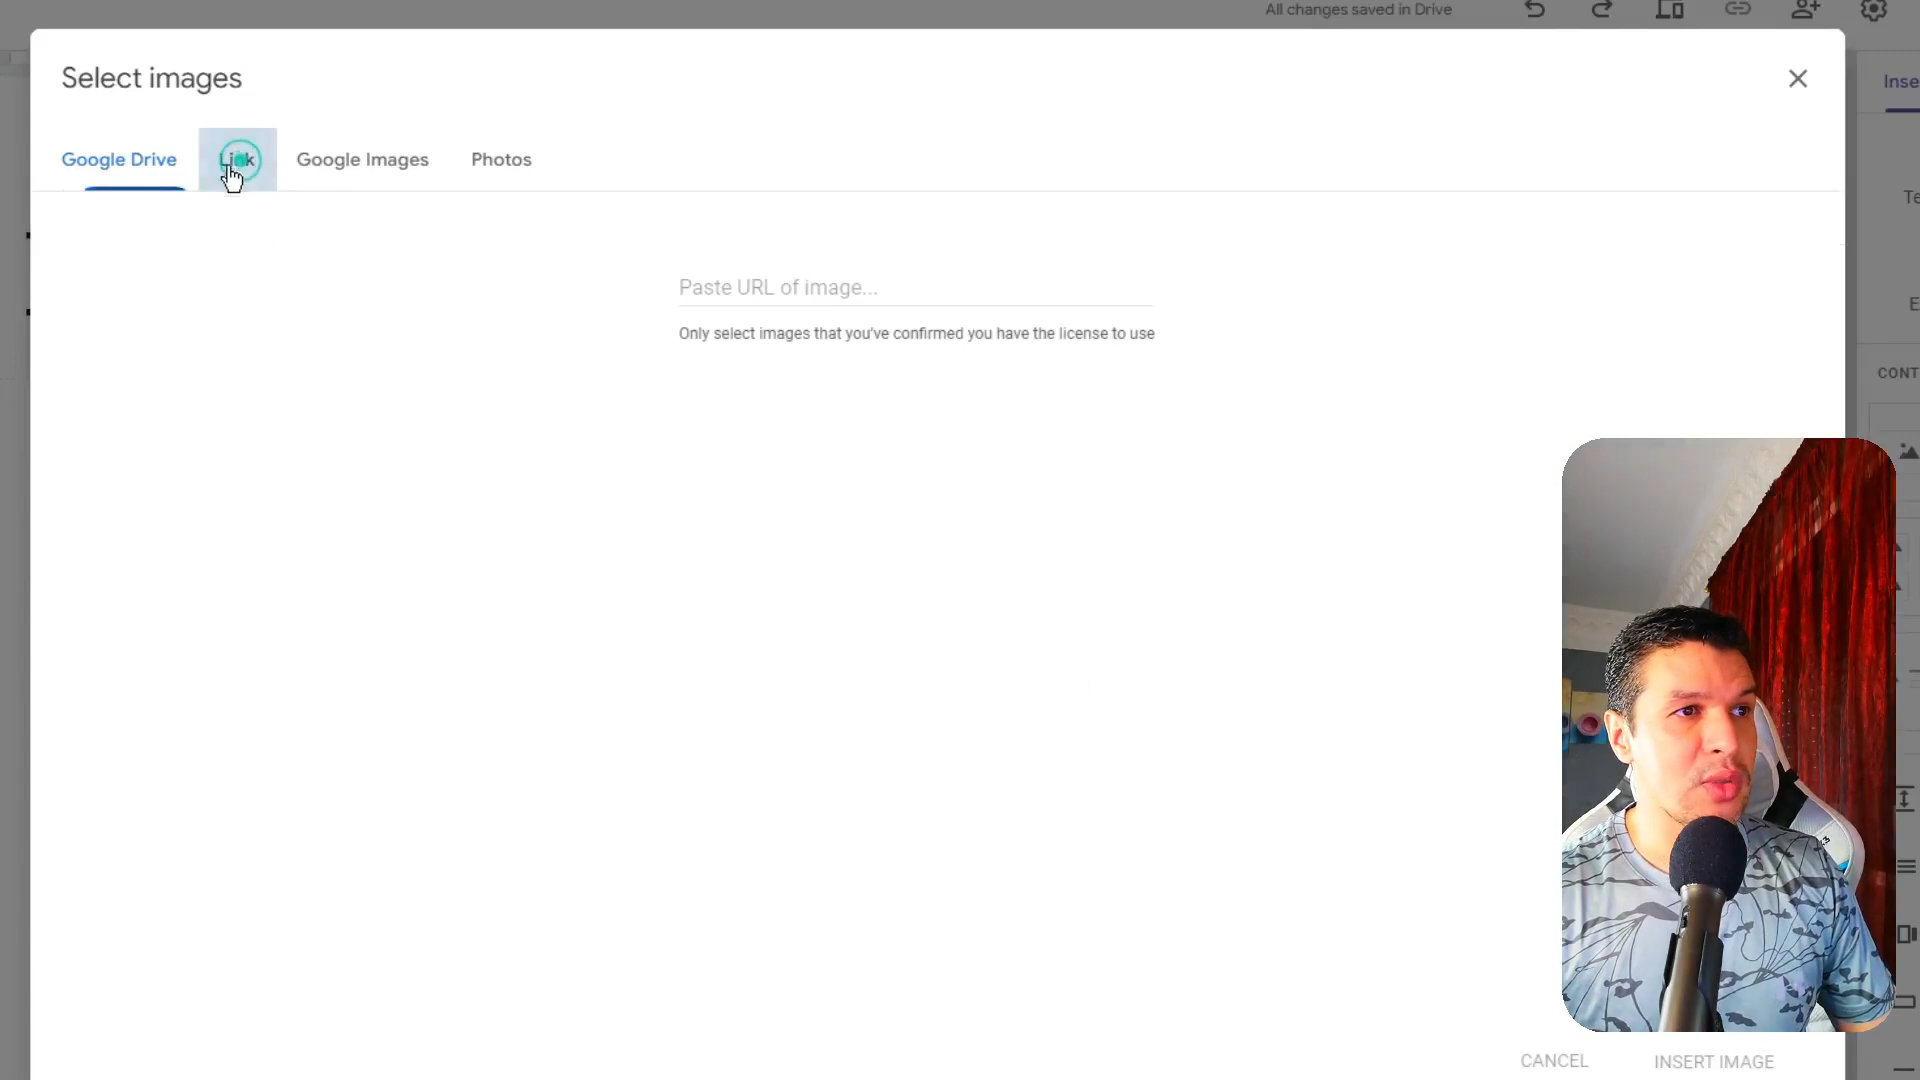 All changes saved in Drive
Select images
Google Drive
Link
Google Images
Photos
Paste URL of image...
Only select images that you've confirmed you have the license to use
CANCEL
INSERT IMAGE